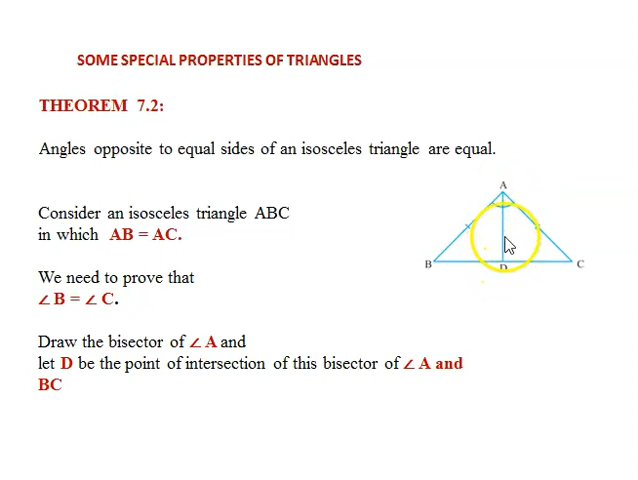 SOME SPECIAL PROPERTIES OF TRIANGLES
THEOREM 7.2:
Angles opposite to equal sides of an isosceles triangle are equal.
Consider an isosceles triangle ABC
in which AB = AC.
We need to prove that
∠ B = ∠ C.
Draw the bisector of ∠ A and
let D be the point of intersection of this bisector of ∠ A and
BC
A
B
D
C